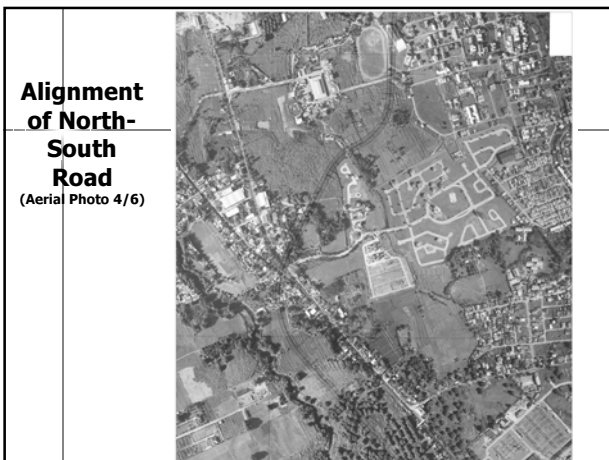 Alignment
of North-
South
Road
(Aerial Photo 4/6)